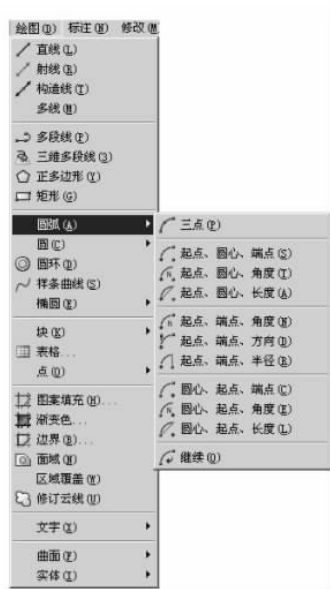 绘图(D) 标注(N) 修改(M
直线(L)
射线(R)
构造线(T)
多线(M)
多段线(P)
三维多段线(3)
正多边形(Y)
矩形(G)
圆弧(A)
圆(C)
圆环(D)
样条曲线(S)
椭圆(E)
块(K)
表格...
点(O)
图案填充(H)...
渐变色...
边界(B)...
面域(N)
区域覆盖(W)
修订云线(U)
文字(X)
曲面(F)
实体(I)
三点(P)
起点、圆心、端点(S)
起点、圆心、角度(T)
起点、圆心、长度(A)
起点、端点、角度(N)
起点、端点、方向(D)
起点、端点、半径(R)
圆心、起点、端点(C)
圆心、起点、角度(E)
圆心、起点、长度(L)
继续(O)